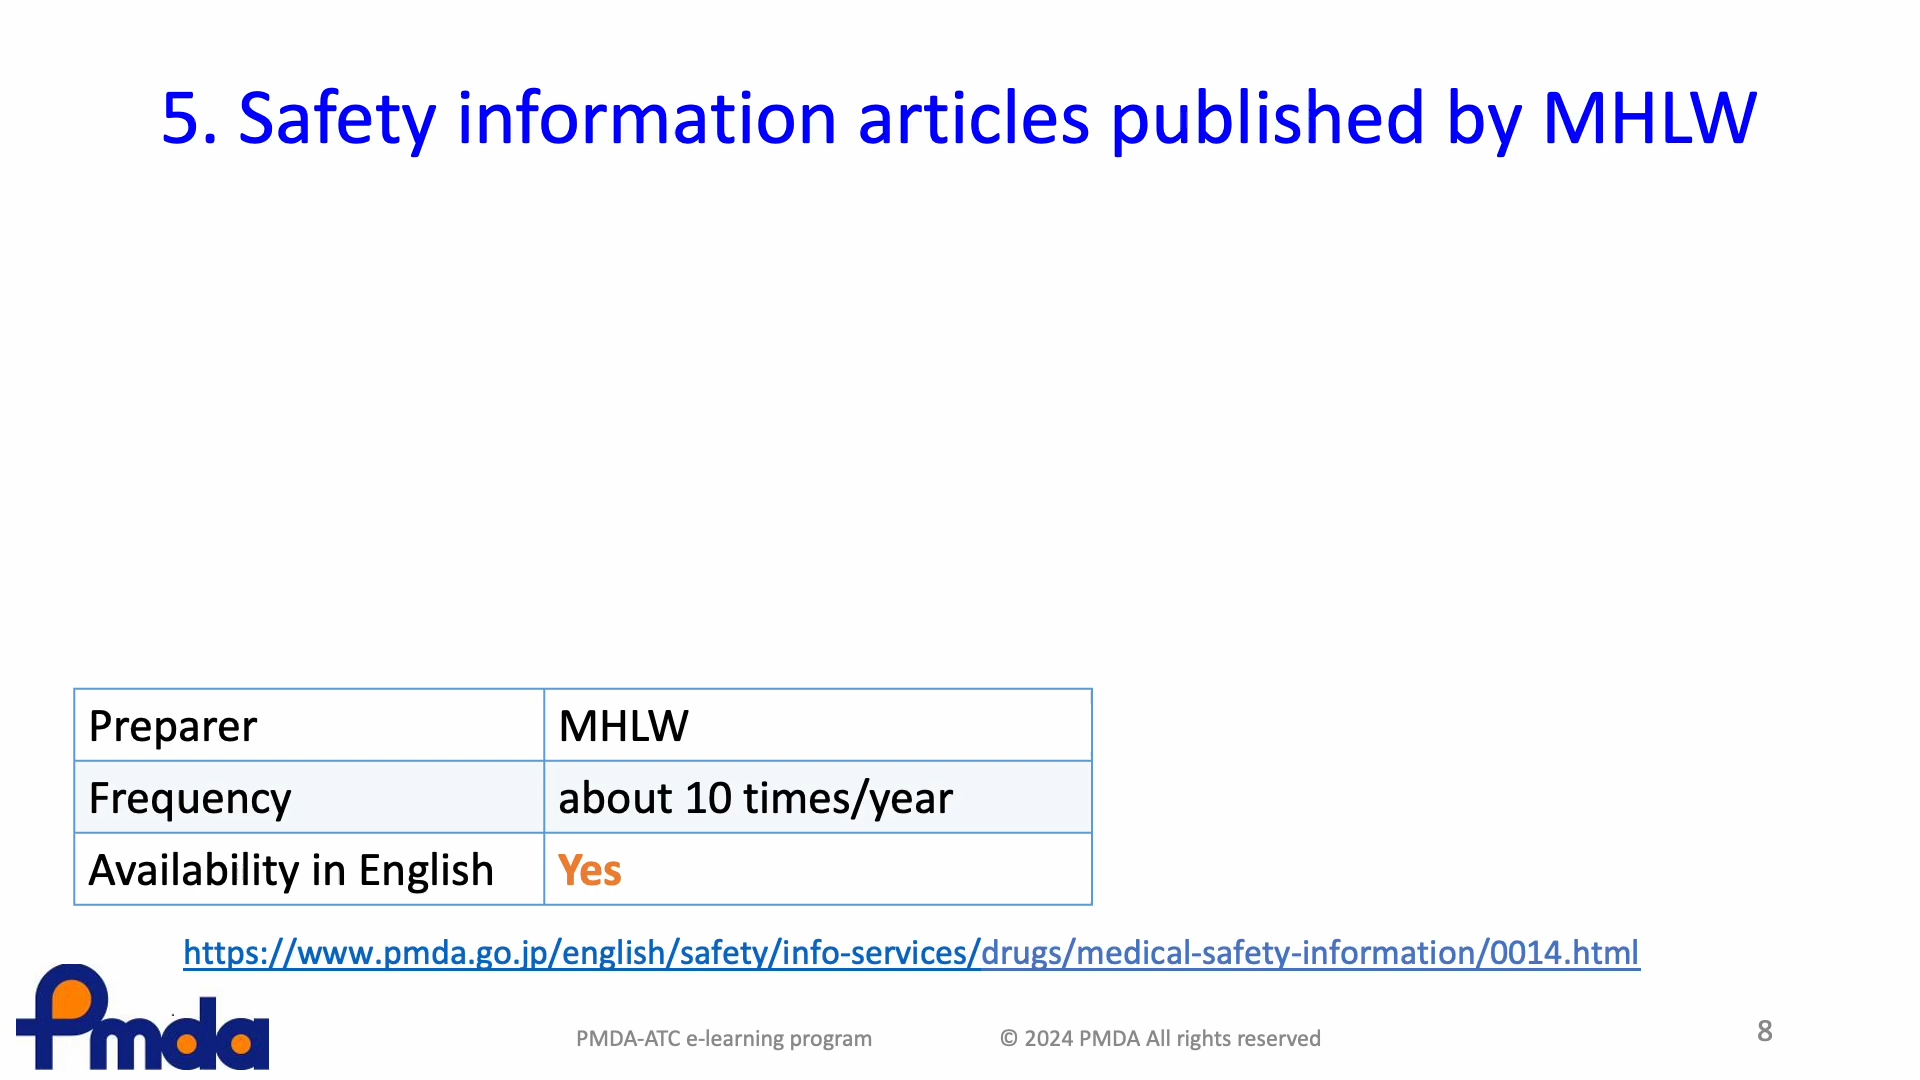 5. Safety information articles published by MHLW
Preparer MHLW
Frequency about 10 times/year
Availability in English Yes
https://www.pmda.go.jp/english/safety/info-services/drugs/medical-safety-information/0014.html
Pmda
PMDA-ATC e-learning program © 2024 PMDA All rights reserved 8